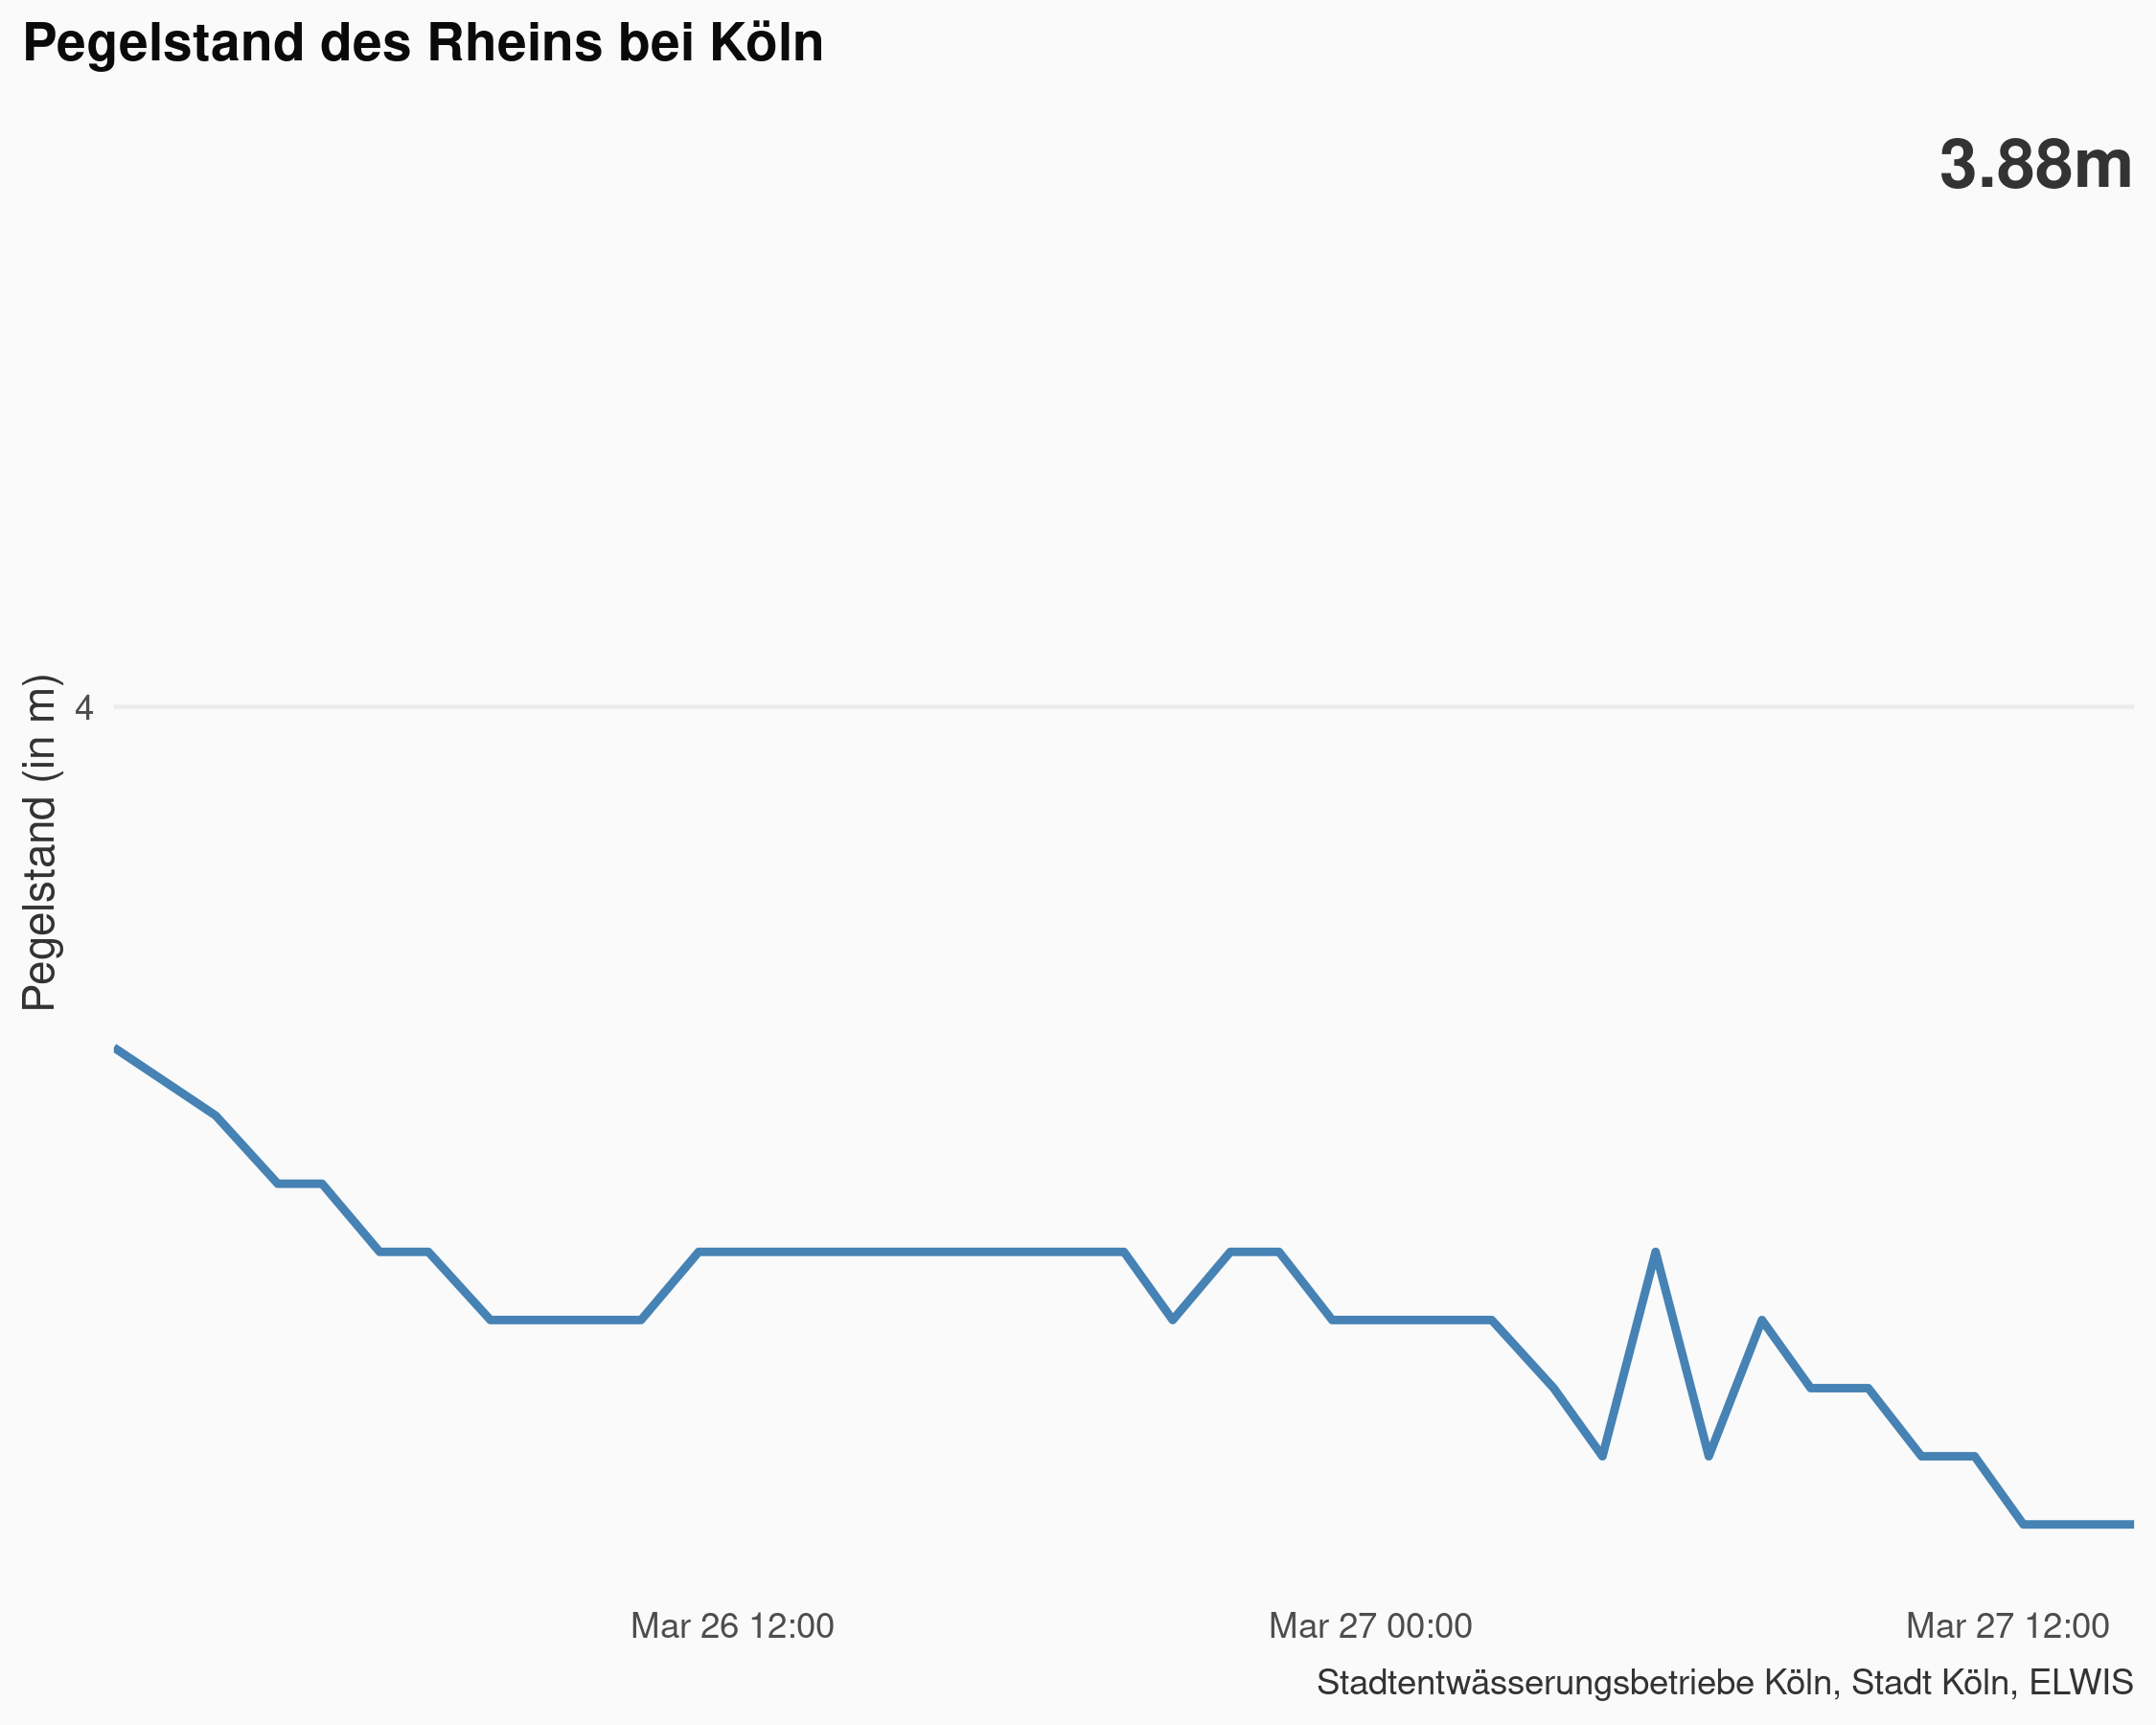 Pegelstand des Rheins bei Köln
3.88m
Pegelstand (in m)
4
Mar 26 12:00
Mar 27 00:00
Mar 27 12:00
Stadtentwässerungsbetriebe Köln, Stadt Köln, ELWIS